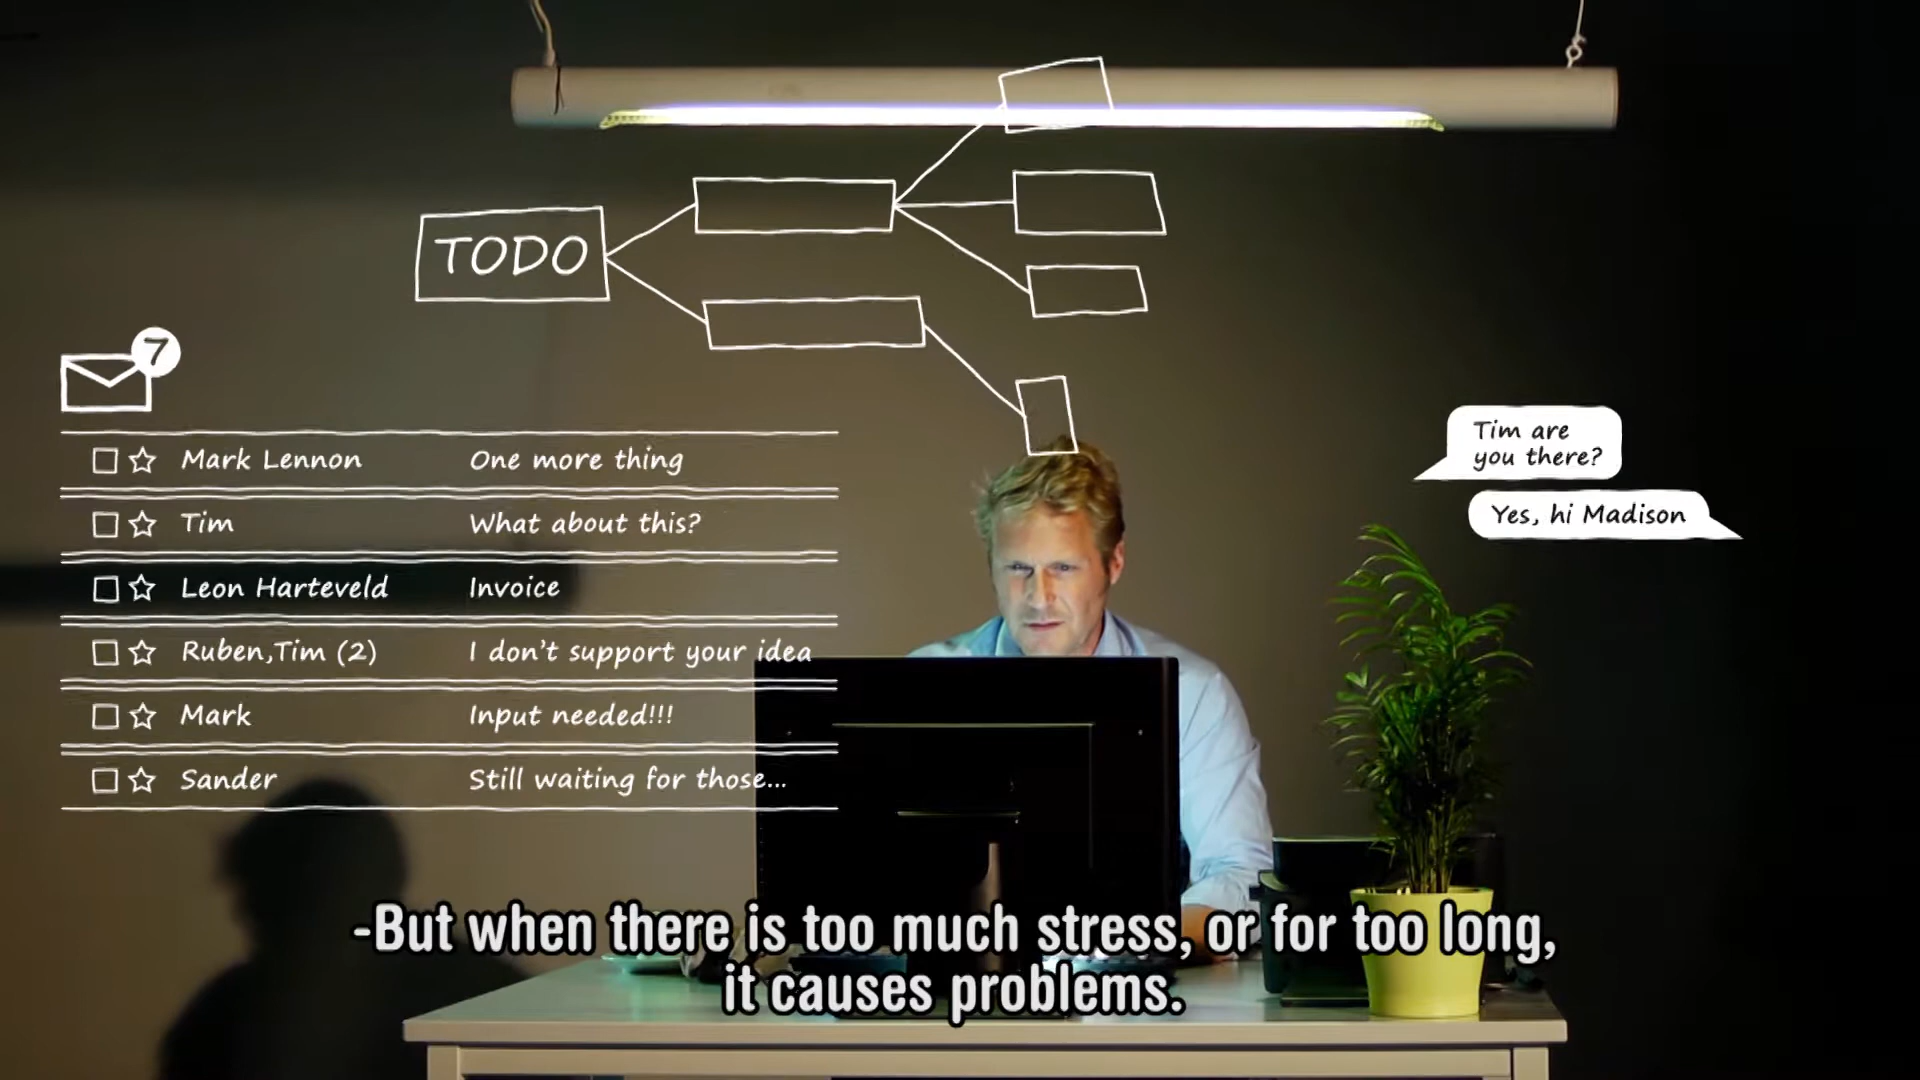 TODO
7
Mark Lennon One more thing
Tim What about this?
Leon Harteveld Invoice
Ruben,Tim (2) I don't support your idea
Mark Input needed!!!
Sander Still waiting for those...
Tim are
you there?
Yes, hi Madison
-But when there is too much stress, or for too long,
it causes problems.